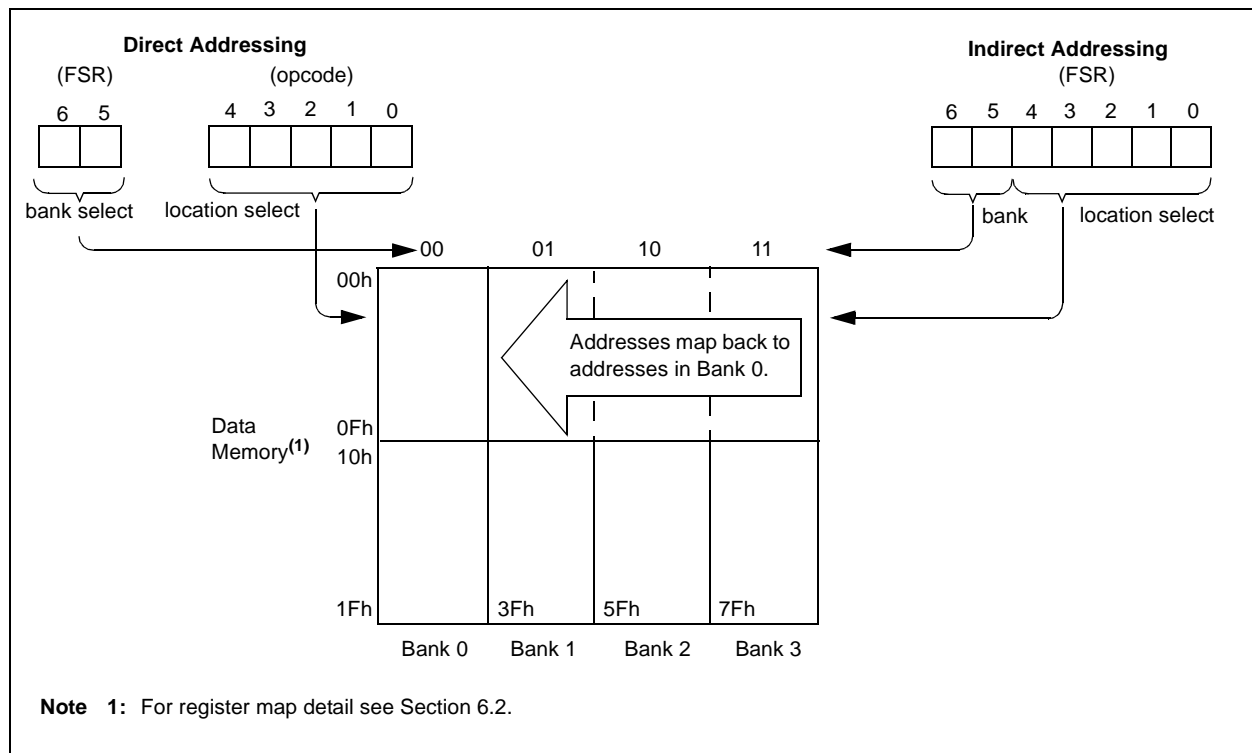 Direct Addressing
(FSR) (opcode)
6 5 4 3 2 1 0
bank select location select
Indirect Addressing
(FSR)
6 5 4 3 2 1 0
bank location select
00 01 10 11
00h
Addresses map back to
addresses in Bank 0.
Data
Memory(1)
0Fh
10h
1Fh 3Fh 5Fh 7Fh
Bank 0 Bank 1 Bank 2 Bank 3
Note 1: For register map detail see Section 6.2.